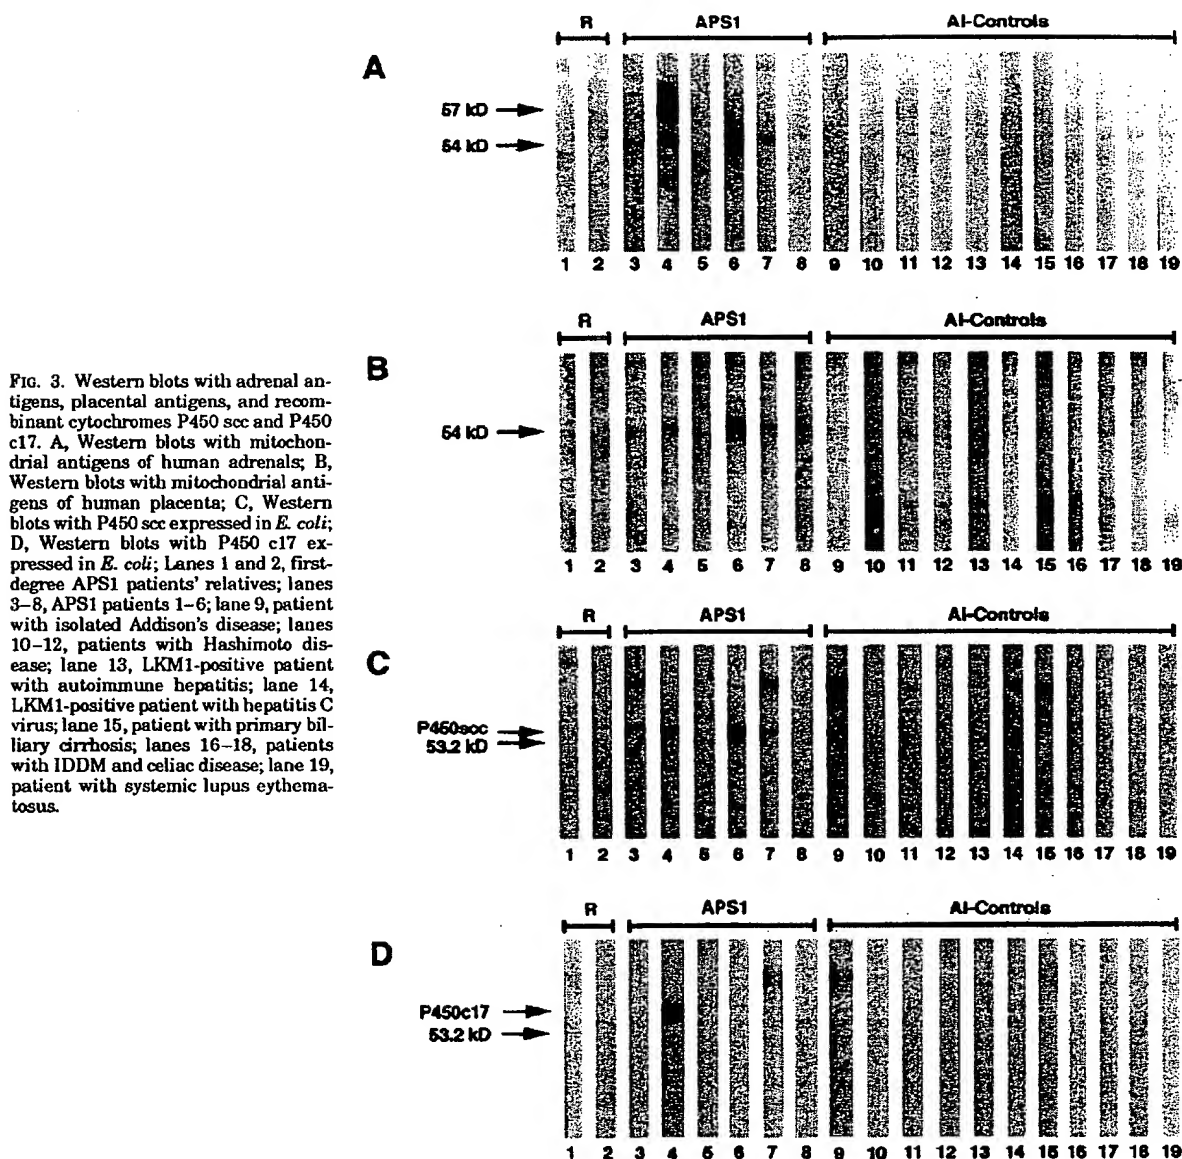 R APS1 AI-Controls
A
57 kD
54 kD
1 2 3 4 5 6 7 8 9 10 11 12 13 14 15 16 17 18 19
R APS1 AI-Controls
B
54 kD
1 2 3 4 5 6 7 8 9 10 11 12 13 14 15 16 17 18 19
R APS1 AI-Controls
C
P450scc
53.2 kD
1 2 3 4 5 6 7 8 9 10 11 12 13 14 15 16 17 18 19
R APS1 AI-Controls
D
P450c17
53.2 kD
1 2 3 4 5 6 7 8 9 10 11 12 13 14 15 16 17 18 19
FIG. 3. Western blots with adrenal an-
tigens, placental antigens, and recom-
binant cytochromes P450 scc and P450
c17. A, Western blots with mitochon-
drial antigens of human adrenals; B,
Western blots with mitochondrial anti-
gens of human placenta; C, Western
blots with P450 scc expressed in E. coli;
D, Western blots with P450 c17 ex-
pressed in E. coli; Lanes 1 and 2, first-
degree APS1 patients' relatives; lanes
3–8, APS1 patients 1–6; lane 9, patient
with isolated Addison's disease; lanes
10–12, patients with Hashimoto dis-
ease; lane 13, LKM1-positive patient
with autoimmune hepatitis; lane 14,
LKM1-positive patient with hepatitis C
virus; lane 15, patient with primary bil-
liary cirrhosis; lanes 16–18, patients
with IDDM and celiac disease; lane 19,
patient with systemic lupus eythema-
tosus.